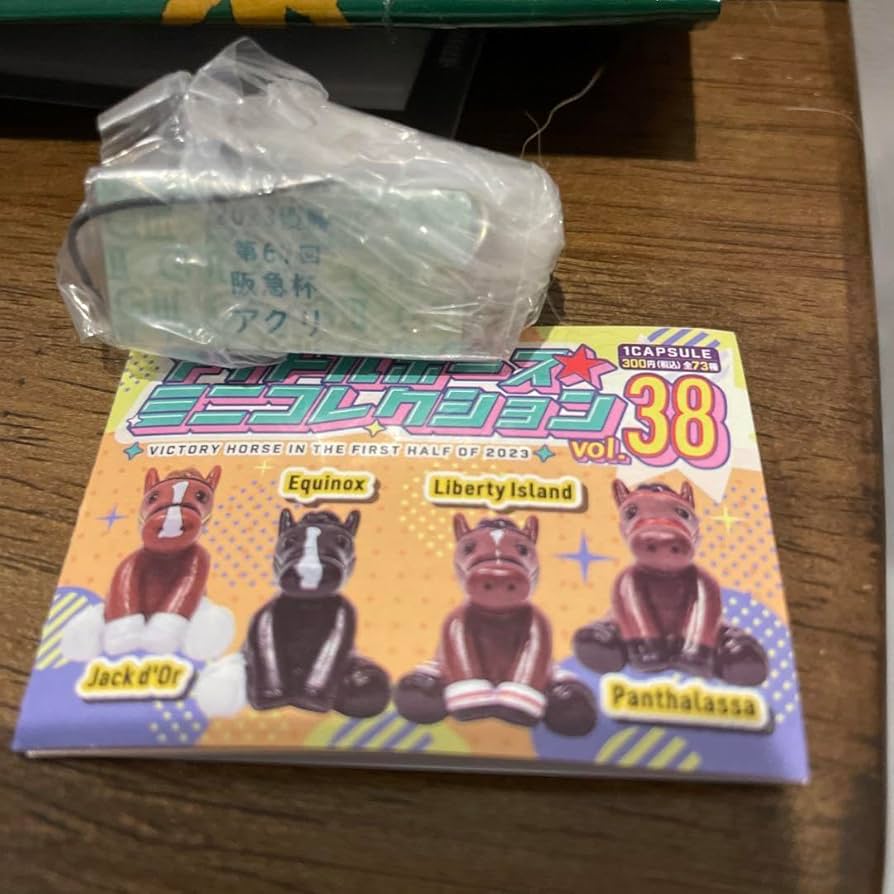 2023優勝
第67回
阪急杯
アグリ
アイドルホース★
ミニコレクション
vol.38
1CAPSULE
300円(税込)全73種
VICTORY HORSE IN THE FIRST HALF OF 2023
Equinox
Liberty Island
Jack d'Or
Panthalassa